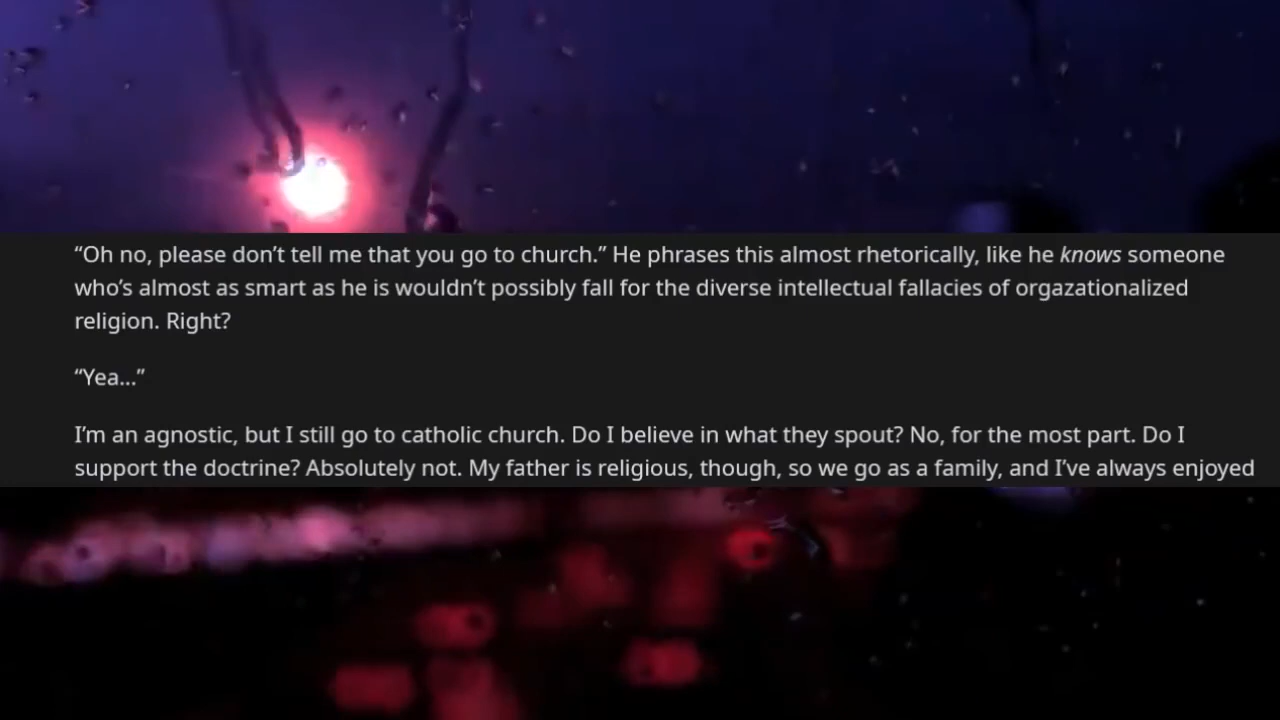 “Oh no, please don’t tell me that you go to church.” He phrases this almost rhetorically, like he knows someone
who’s almost as smart as he is wouldn’t possibly fall for the diverse intellectual fallacies of orgazationalized
religion. Right?
“Yea...”
I’m an agnostic, but I still go to catholic church. Do I believe in what they spout? No, for the most part. Do I
support the doctrine? Absolutely not. My father is religious, though, so we go as a family, and I’ve always enjoyed